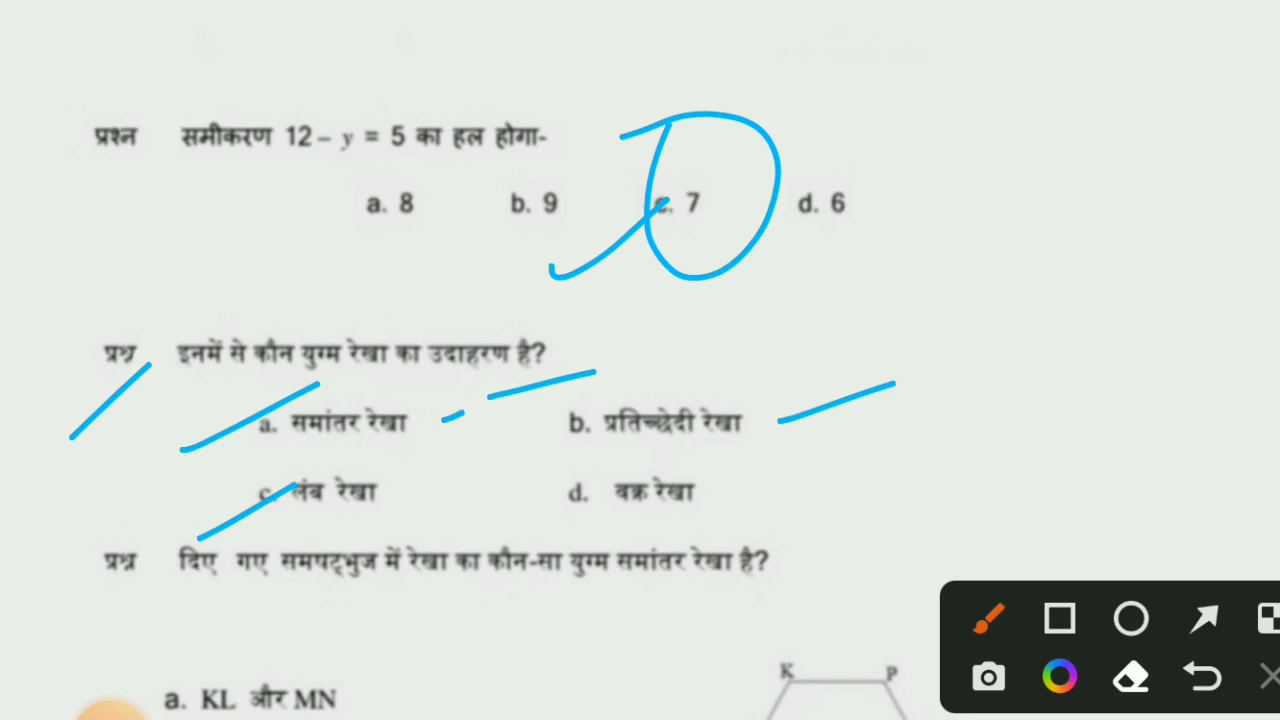 प्रश्न समीकरण 12 – y = 5 का हल होगा-
a. 8 b. 9 c. 7 d. 6
प्रश्न इनमें से कौन युग्म रेखा का उदाहरण है?
a. समांतर रेखा b. प्रतिच्छेदी रेखा
c. लंब रेखा d. वक्र रेखा
प्रश्न दिए गए समषट्भुज में रेखा का कौन-सा युग्म समांतर रेखा है?
K P
a. KL और MN